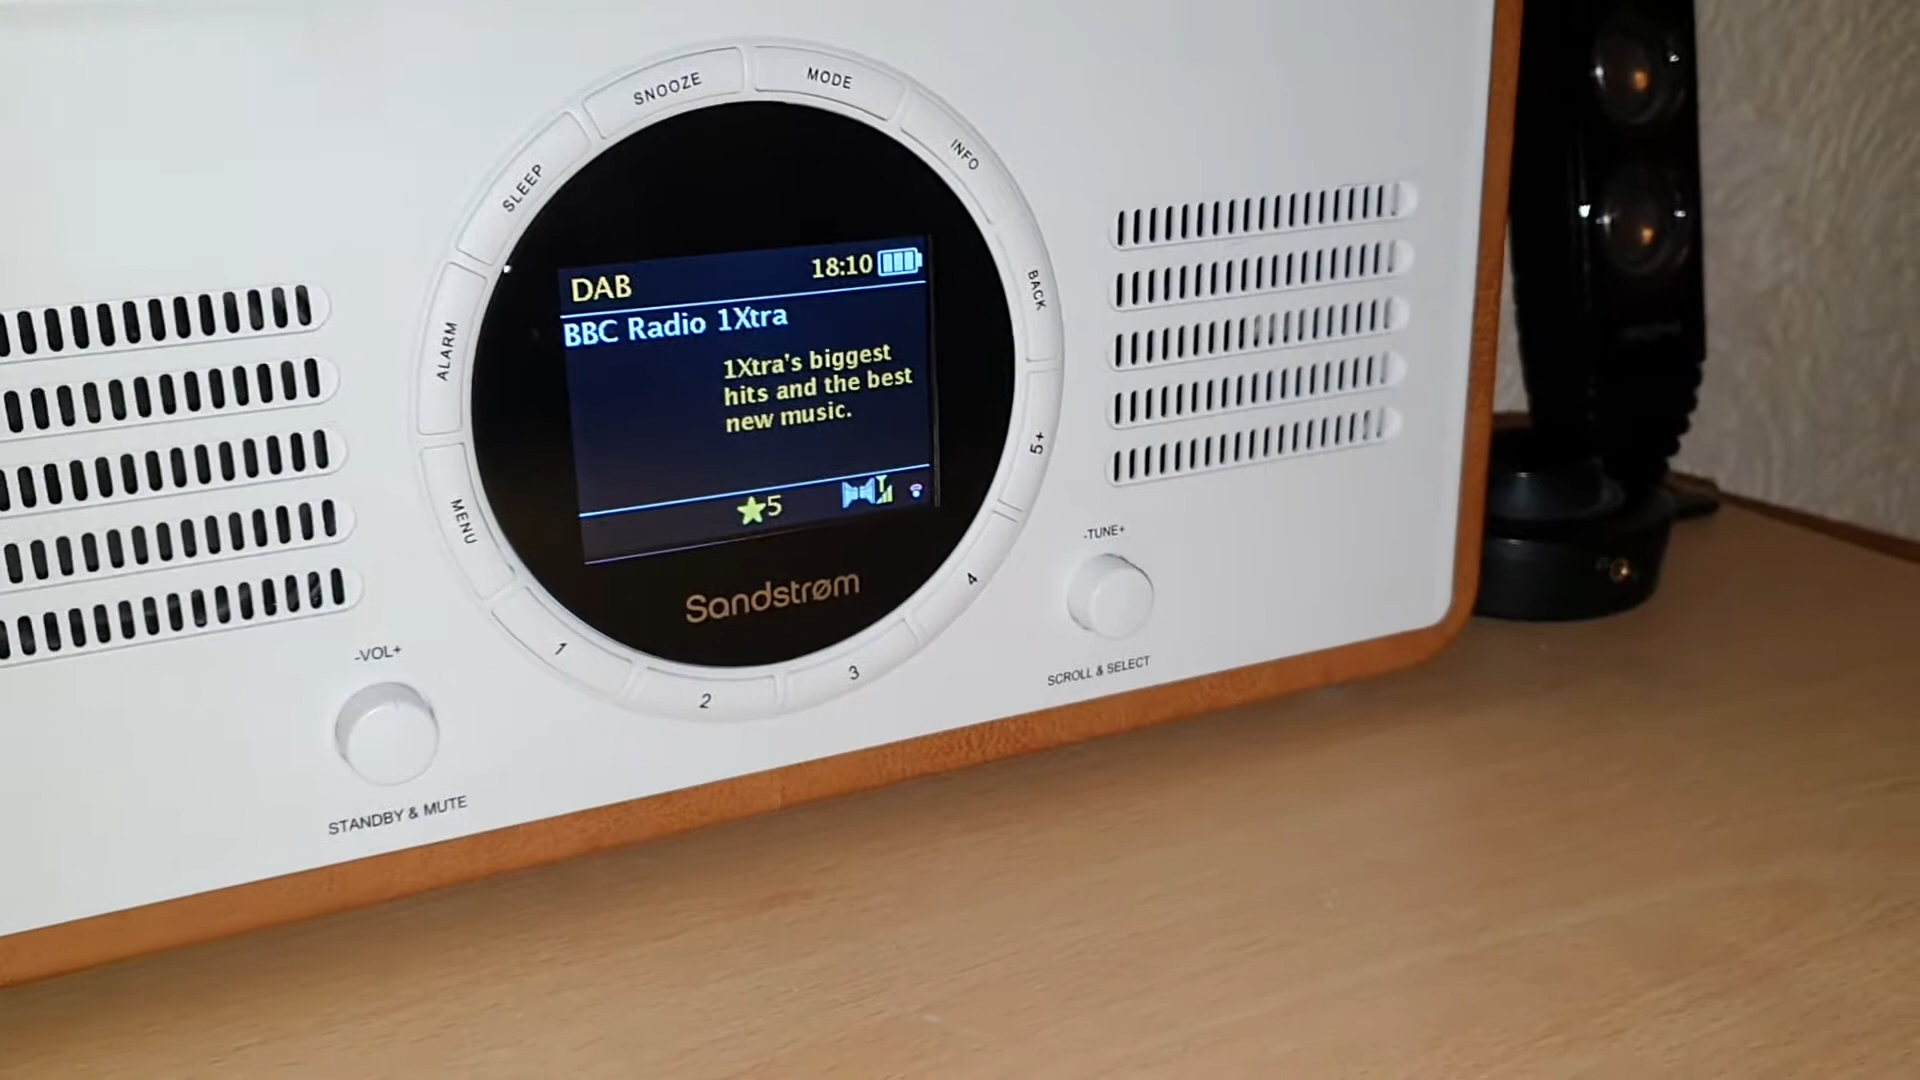 SNOOZE
MODE
SLEEP
INFO
ALARM
BACK
MENU
5+
1
2
3
4
DAB
18:10
BBC Radio 1Xtra
1Xtra's biggest
hits and the best
new music.
5
Sandstrøm
-VOL+
STANDBY & MUTE
-TUNE+
SCROLL & SELECT